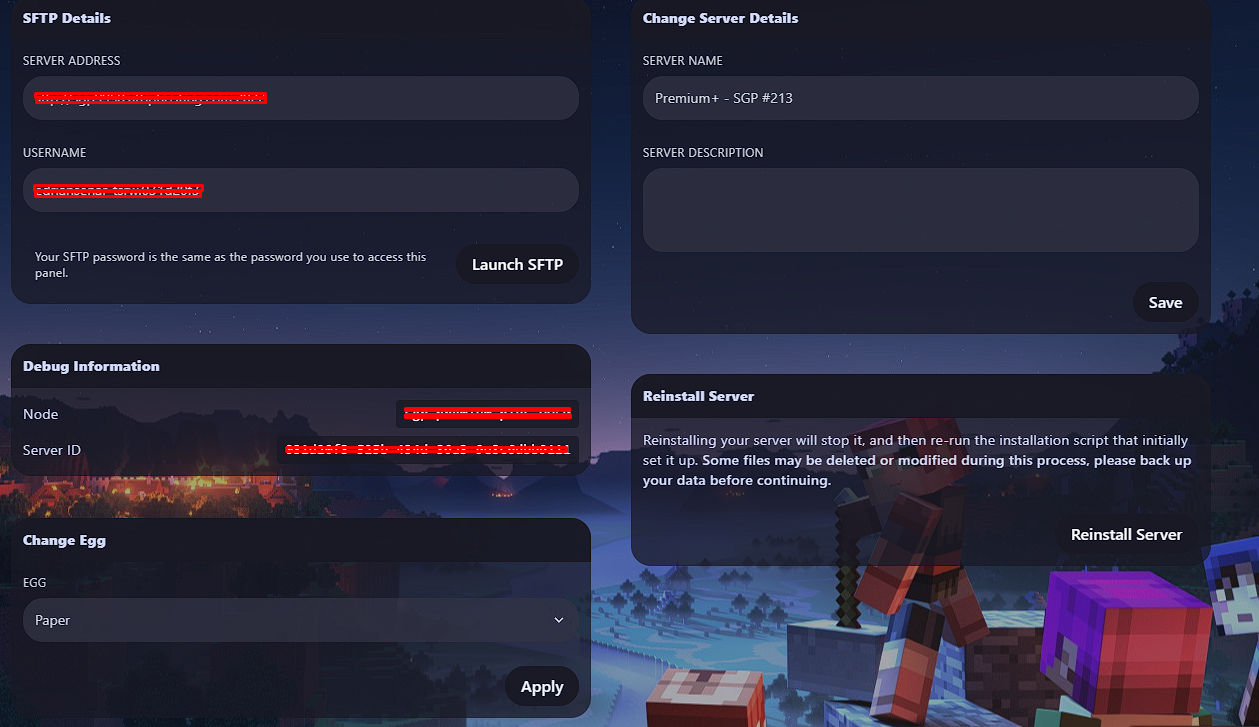 SFTP Details
SERVER ADDRESS
USERNAME
Your SFTP password is the same as the password you use to access this
panel.
Launch SFTP
Debug Information
Node
Server ID
Change Egg
EGG
Paper
Apply
Change Server Details
SERVER NAME
Premium+ - SGP #213
SERVER DESCRIPTION
Save
Reinstall Server
Reinstalling your server will stop it, and then re-run the installation script that initially
set it up. Some files may be deleted or modified during this process, please back up
your data before continuing.
Reinstall Server